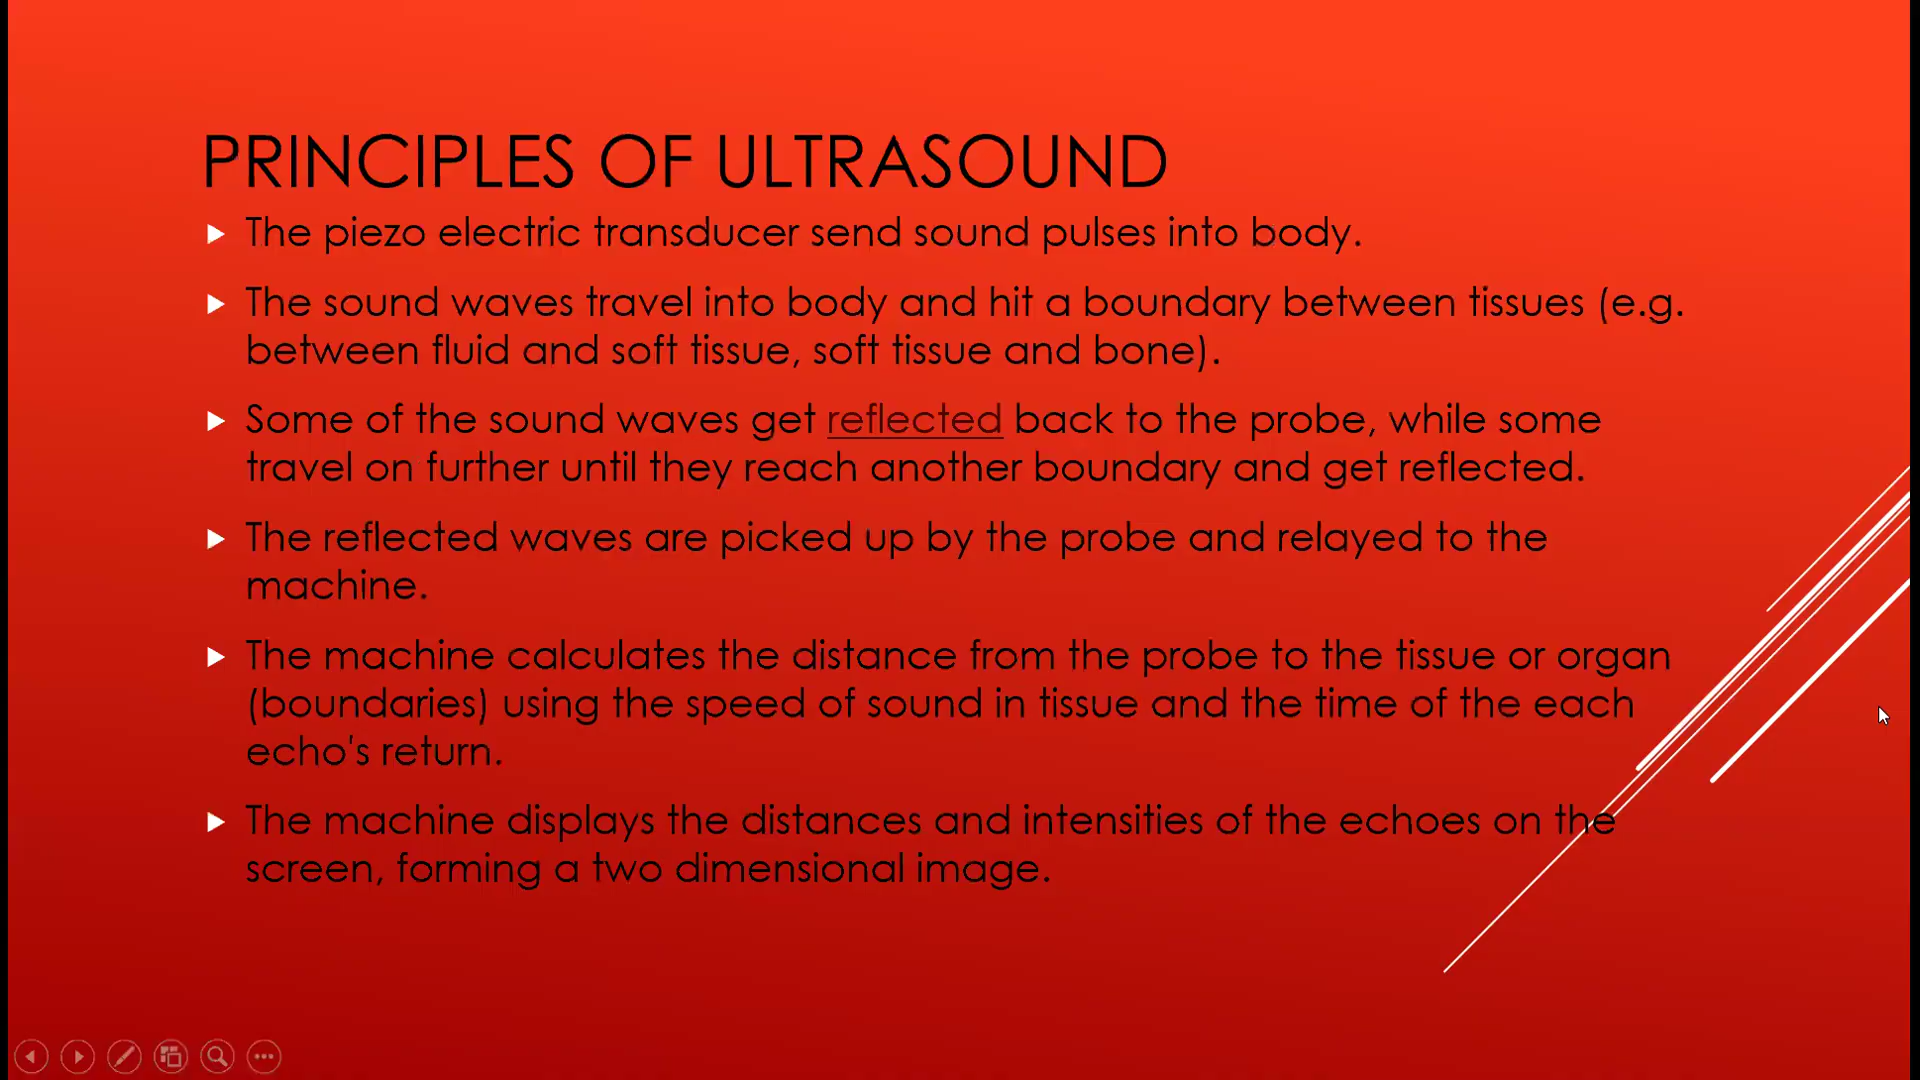 PRINCIPLES OF ULTRASOUND
The piezo electric transducer send sound pulses into body.
The sound waves travel into body and hit a boundary between tissues (e.g.
between fluid and soft tissue, soft tissue and bone).
Some of the sound waves get reflected back to the probe, while some
travel on further until they reach another boundary and get reflected.
The reflected waves are picked up by the probe and relayed to the
machine.
The machine calculates the distance from the probe to the tissue or organ
(boundaries) using the speed of sound in tissue and the time of the each
echo's return.
The machine displays the distances and intensities of the echoes on the
screen, forming a two dimensional image.